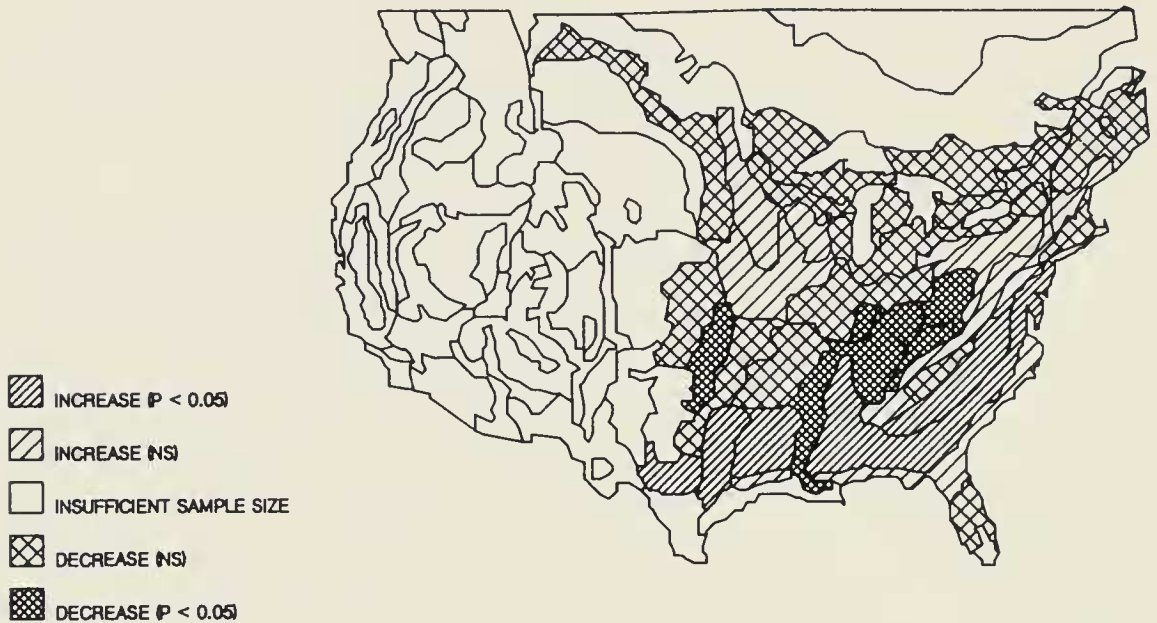 INCREASE (P < 0.05)
INCREASE (NS)
INSUFFICIENT SAMPLE SIZE
DECREASE (NS)
DECREASE (P < 0.05)